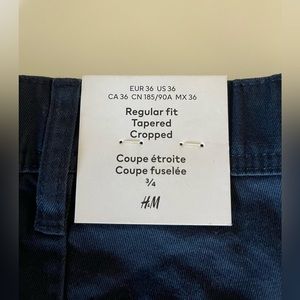 EUR 36 US 36
CA 36 CN 185/90A MX 36
Regular fit
Tapered
Cropped
Coupe étroite
Coupe fuselée
¾
H&M